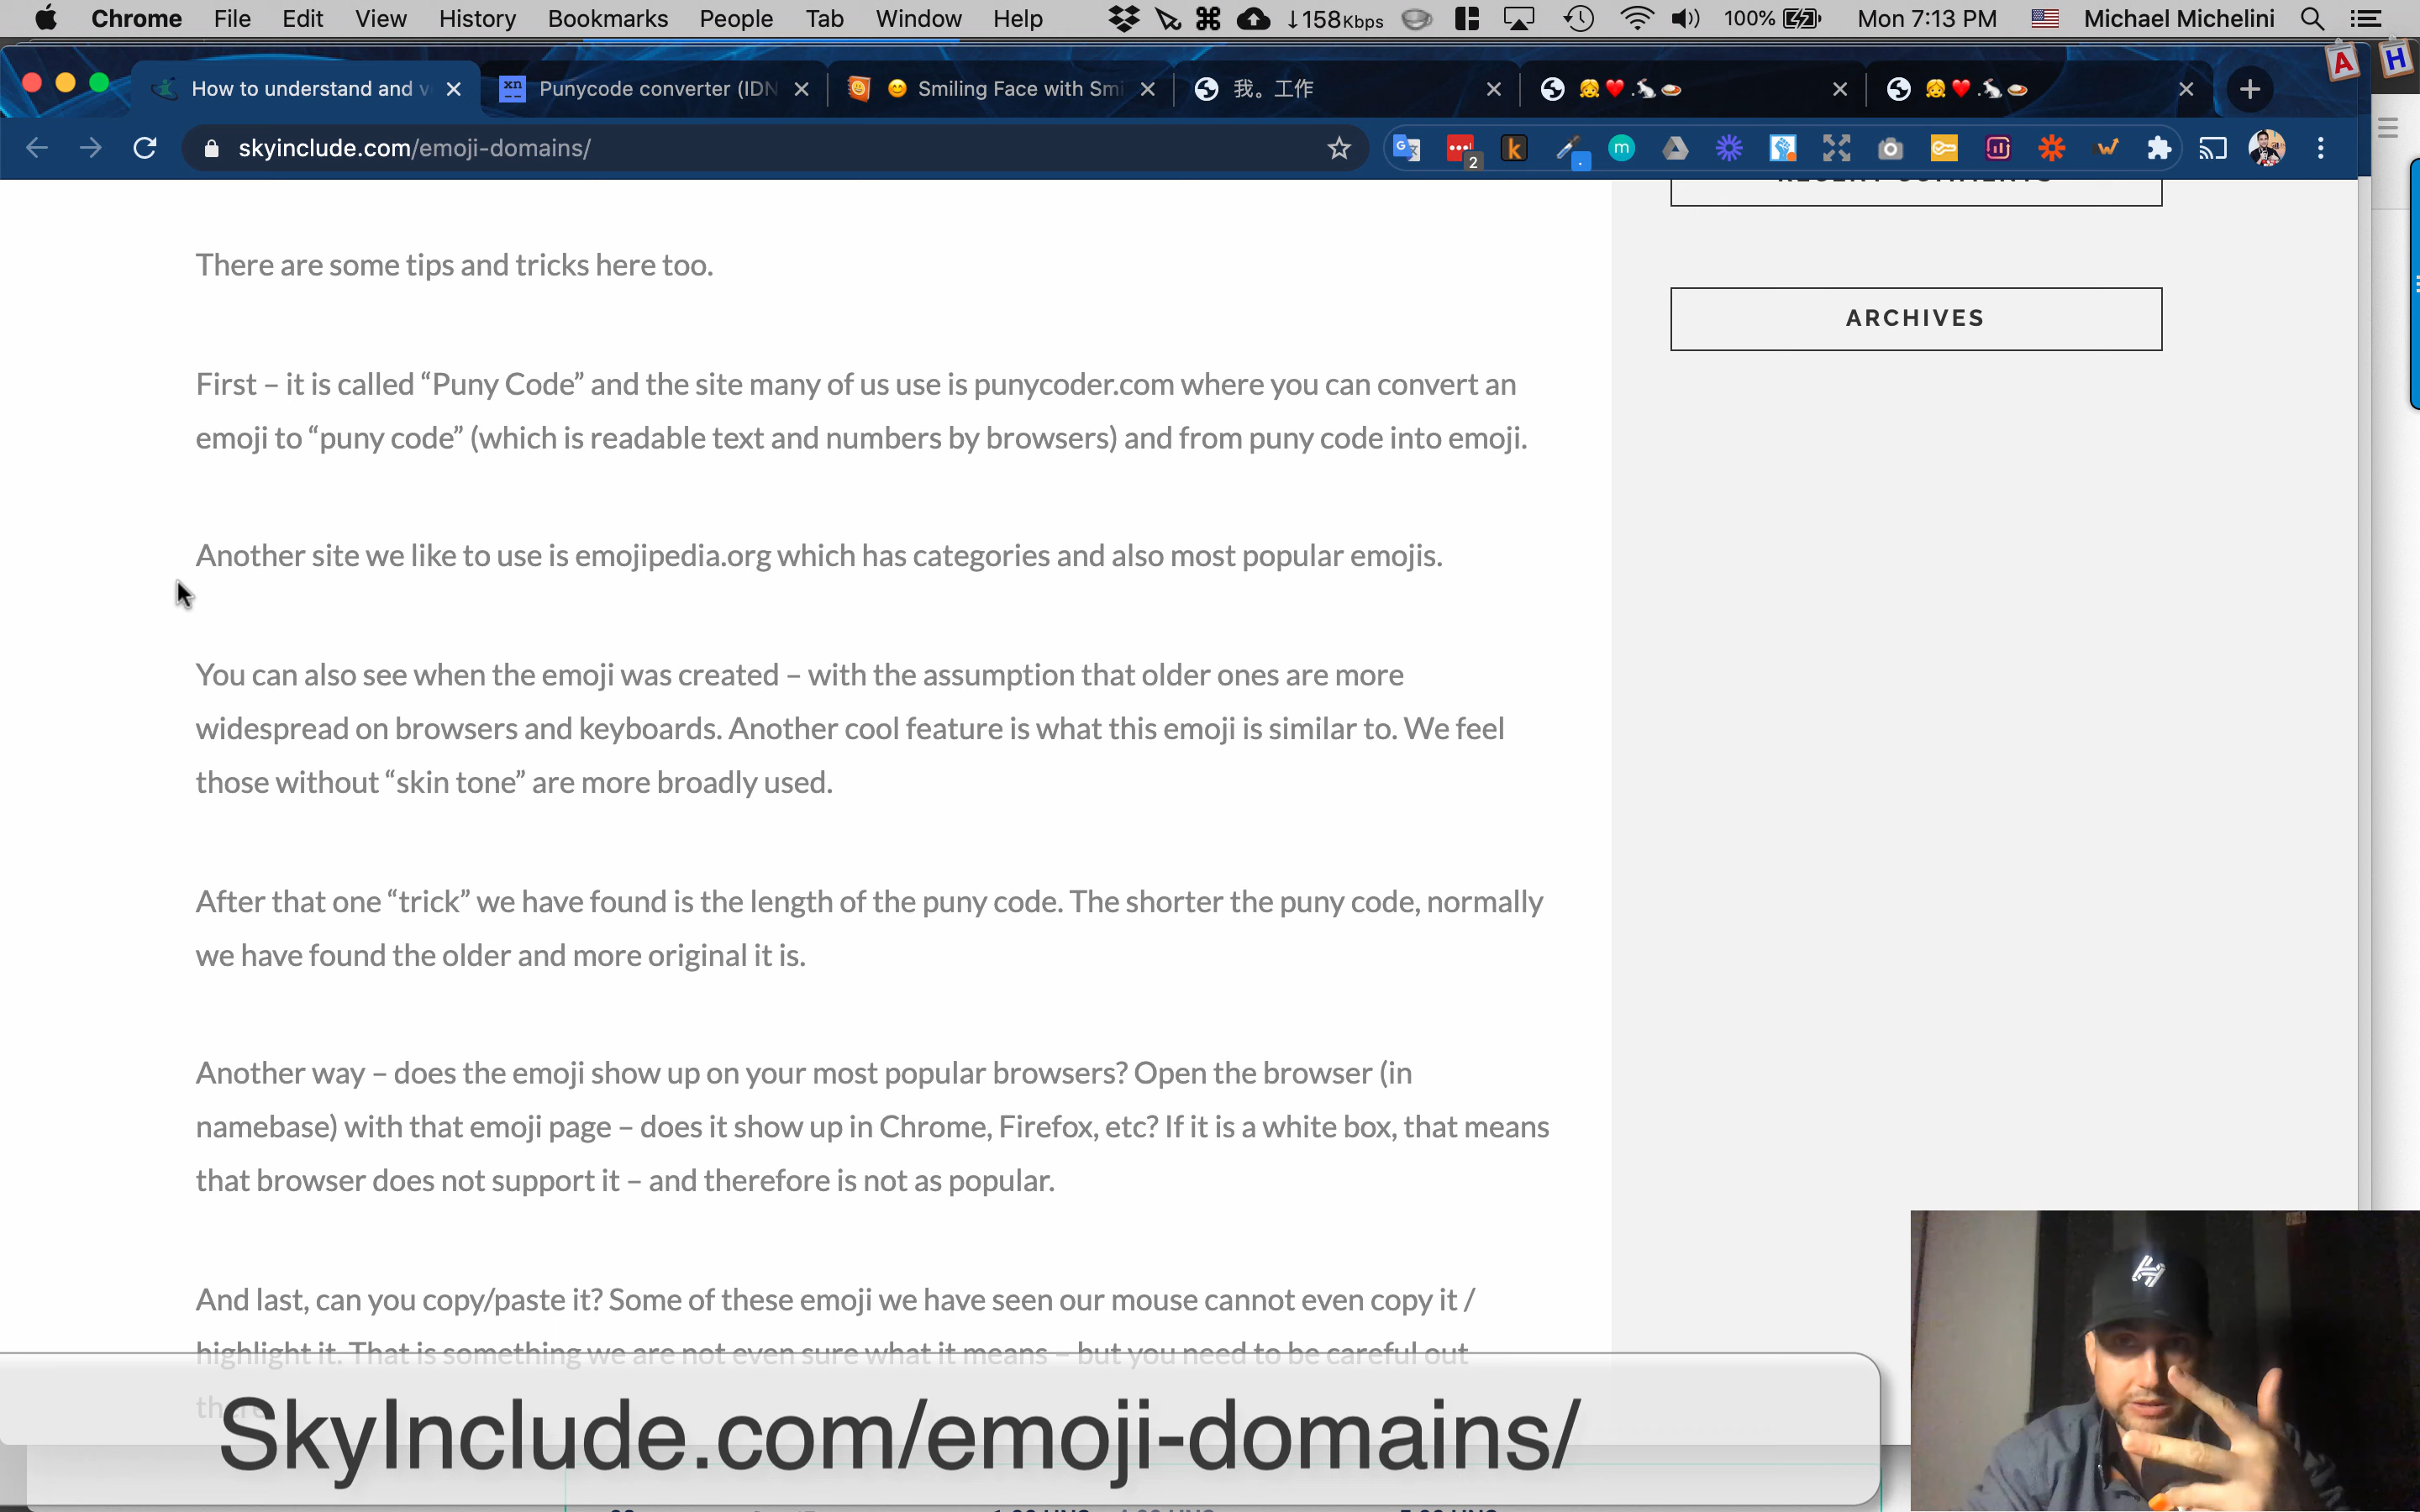 Chrome File Edit View History Bookmarks People Tab Window Help ↓158Kbps 100% Mon 7:13 PM Michael Michelini
How to understand and v Punycode converter (IDN 😊 Smiling Face with Smi 我。工作 👧❤️.🐇🍛 👧❤️.🐇🍛
A H
skyinclude.com/emoji-domains/
2
There are some tips and tricks here too.
ARCHIVES
First – it is called “Puny Code” and the site many of us use is punycoder.com where you can convert an
emoji to “puny code” (which is readable text and numbers by browsers) and from puny code into emoji.
Another site we like to use is emojipedia.org which has categories and also most popular emojis.
You can also see when the emoji was created – with the assumption that older ones are more
widespread on browsers and keyboards. Another cool feature is what this emoji is similar to. We feel
those without “skin tone” are more broadly used.
After that one “trick” we have found is the length of the puny code. The shorter the puny code, normally
we have found the older and more original it is.
Another way – does the emoji show up on your most popular browsers? Open the browser (in
namebase) with that emoji page – does it show up in Chrome, Firefox, etc? If it is a white box, that means
that browser does not support it – and therefore is not as popular.
And last, can you copy/paste it? Some of these emoji we have seen our mouse cannot even copy it /
highlight it. That is something we are not even sure what it means – but you need to be careful out
SkyInclude.com/emoji-domains/